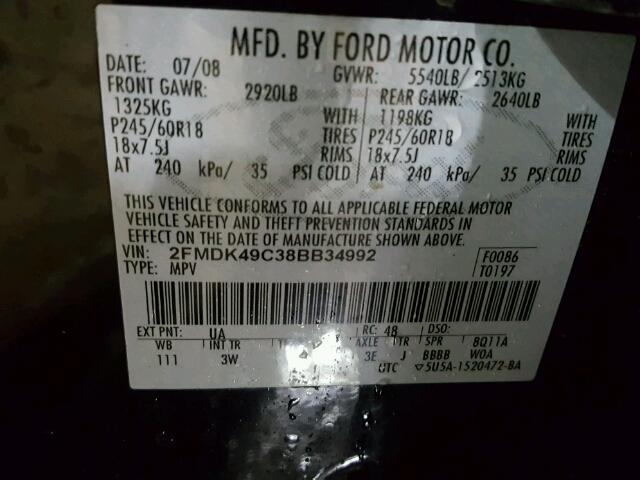 MFD. BY FORD MOTOR CO.
DATE: 07/08 GVWR: 5540LB/ 2513KG
FRONT GAWR: 2920LB REAR GAWR: 2640LB
1325KG WITH 1198KG WITH
P245/60R18 TIRES P245/60R18 TIRES
18x7.5J RIMS 18x7.5J RIMS
AT 240 kPa/ 35 PSI COLD AT 240 kPa/ 35 PSI COLD
THIS VEHICLE CONFORMS TO ALL APPLICABLE FEDERAL MOTOR
VEHICLE SAFETY AND THEFT PREVENTION STANDARDS IN
EFFECT ON THE DATE OF MANUFACTURE SHOWN ABOVE.
VIN: 2FMDK49C38BB34992 F0086
TYPE: MPV T0197
EXT PNT: UA RC: 48 DSO:
WB INT TR AXLE TR SPR 8Q11A
111 3W 3E J BBBB W0A
UTC ▽5U5A-1520472-BA